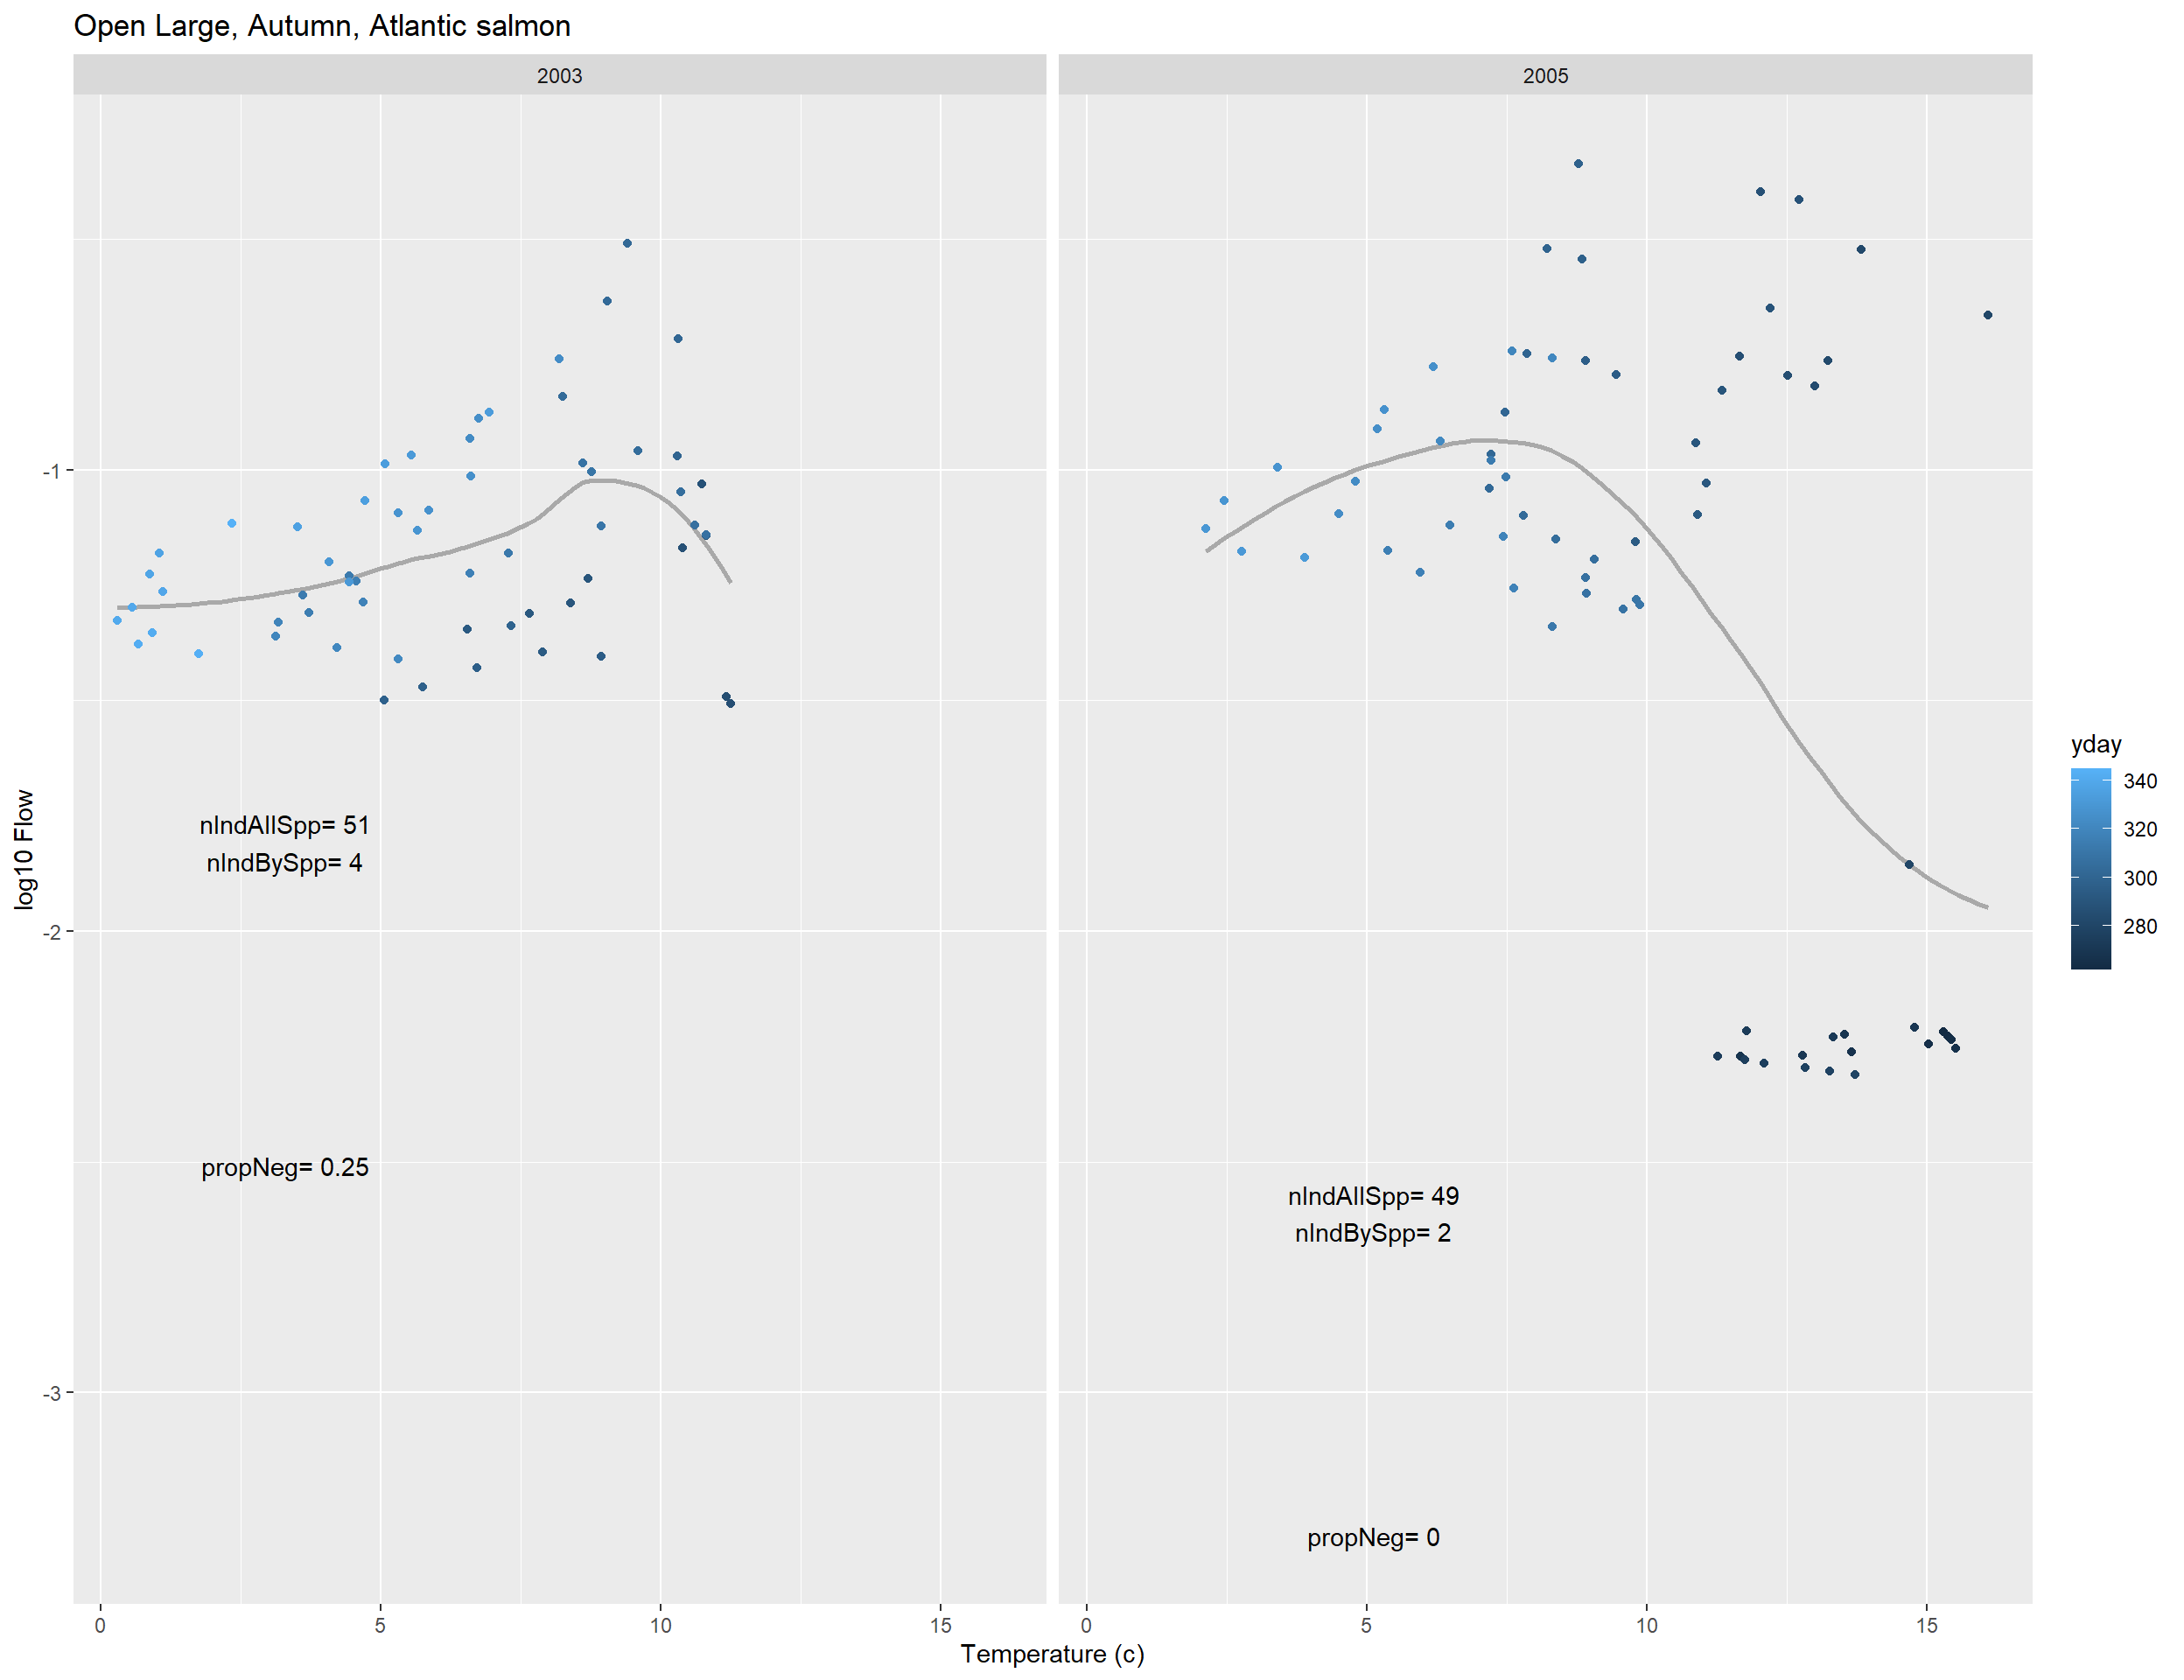 Open Large, Autumn, Atlantic salmon
2003
2005
-1
-2
-3
log10 Flow
nIndAllSpp= 51
nIndBySpp= 4
propNeg= 0.25
nIndAllSpp= 49
nIndBySpp= 2
propNeg= 0
0
5
10
15
0
5
10
15
Temperature (c)
yday
340
320
300
280